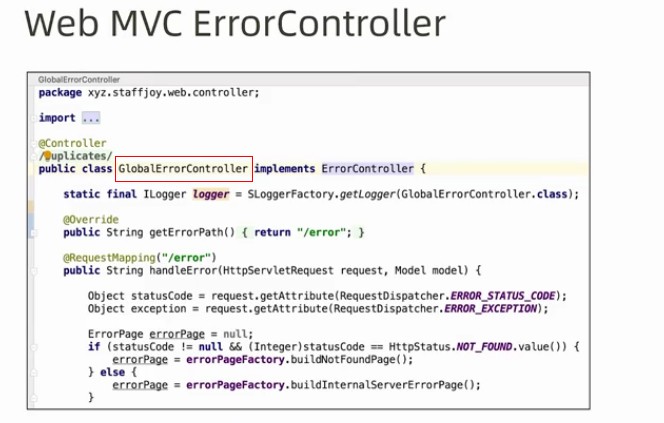 Web MVC ErrorController
GlobalErrorController
package xyz.staffjoy.web.controller;
import ...
@Controller
/Duplicates/
public class GlobalErrorController implements ErrorController {
static final ILogger logger = SLoggerFactory.getLogger(GlobalErrorController.class);
@Override
public String getErrorPath() { return "/error"; }
@RequestMapping("/error")
public String handleError(HttpServletRequest request, Model model) {
Object statusCode = request.getAttribute(RequestDispatcher.ERROR_STATUS_CODE);
Object exception = request.getAttribute(RequestDispatcher.ERROR_EXCEPTION);
ErrorPage errorPage = null;
if (statusCode != null && (Integer)statusCode == HttpStatus.NOT_FOUND.value()) {
errorPage = errorPageFactory.buildNotFoundPage();
} else {
errorPage = errorPageFactory.buildInternalServerErrorPage();
}